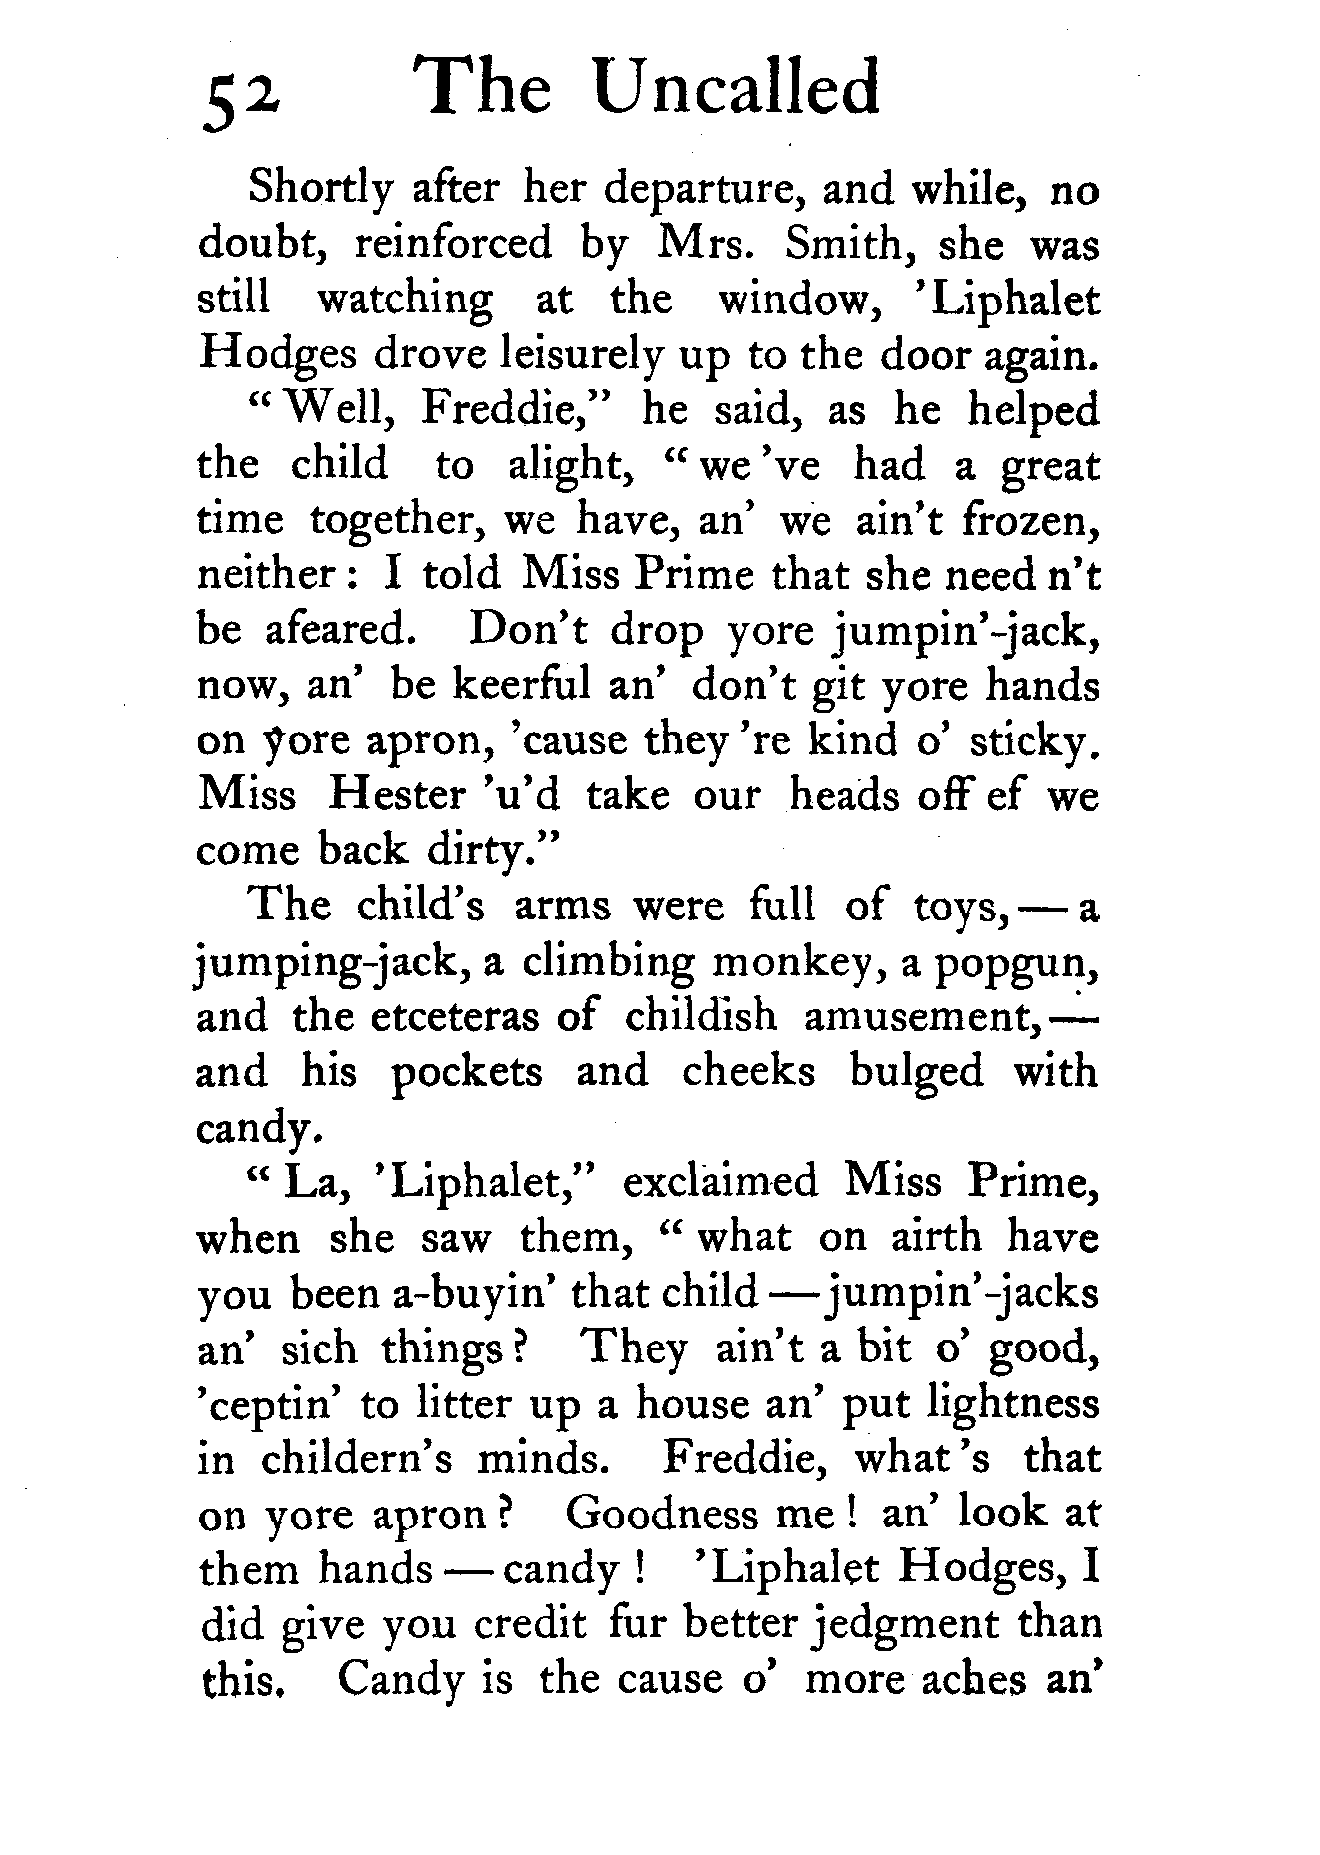 52 The Uncalled
Shortly after her departure, and while, no
doubt, reinforced by Mrs. Smith, she was
still watching at the window, 'Liphalet
Hodges drove leisurely up to the door again.
“Well, Freddie,” he said, as he helped
the child to alight, “we 've had a great
time together, we have, an' we ain't frozen,
neither: I told Miss Prime that she need n't
be afeared. Don't drop yore jumpin'-jack,
now, an' be keerful an' don't git yore hands
on yore apron, 'cause they 're kind o' sticky.
Miss Hester 'u'd take our heads off ef we
come back dirty.”
The child's arms were full of toys,—a
jumping-jack, a climbing monkey, a popgun,
and the etceteras of childish amusement,—
and his pockets and cheeks bulged with
candy.
“La, 'Liphalet,” exclaimed Miss Prime,
when she saw them, “what on airth have
you been a-buyin' that child—jumpin'-jacks
an' sich things? They ain't a bit o' good,
'ceptin' to litter up a house an' put lightness
in childern's minds. Freddie, what 's that
on yore apron? Goodness me! an' look at
them hands—candy! 'Liphalet Hodges, I
did give you credit fur better jedgment than
this. Candy is the cause o' more aches an'